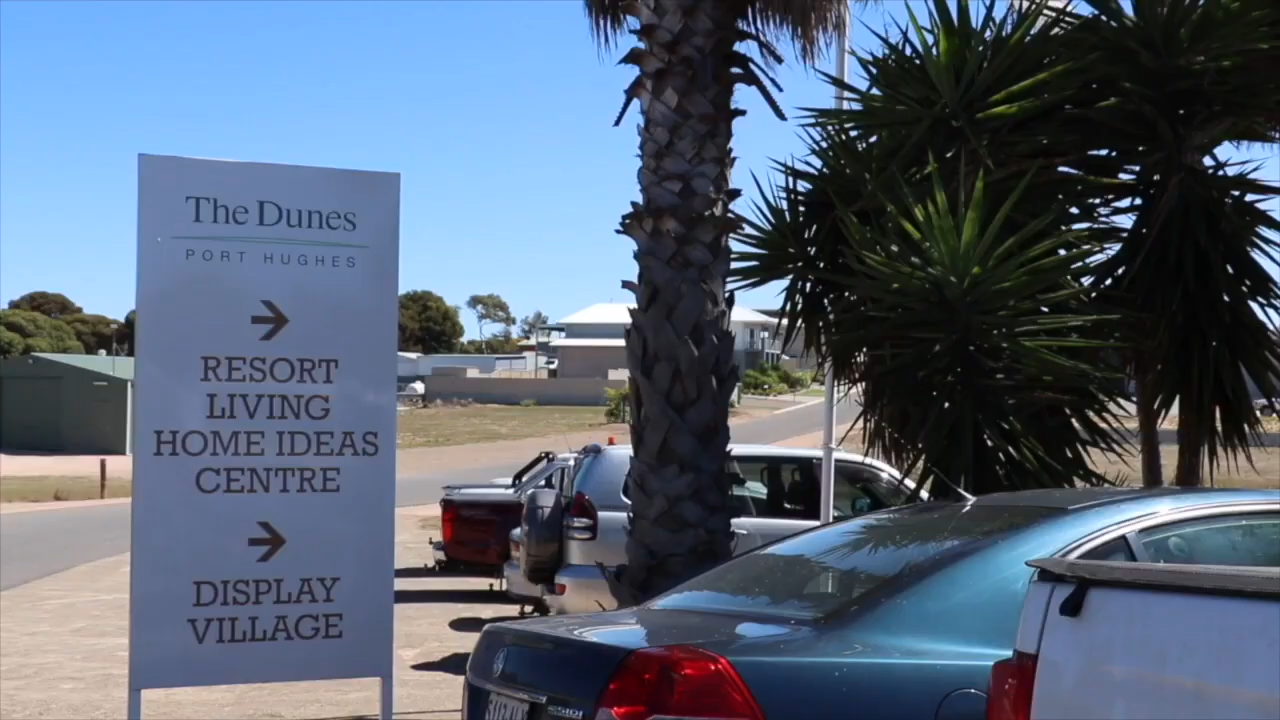 The Dunes
PORT HUGHES
RESORT
LIVING
HOME IDEAS
CENTRE
DISPLAY
VILLAGE